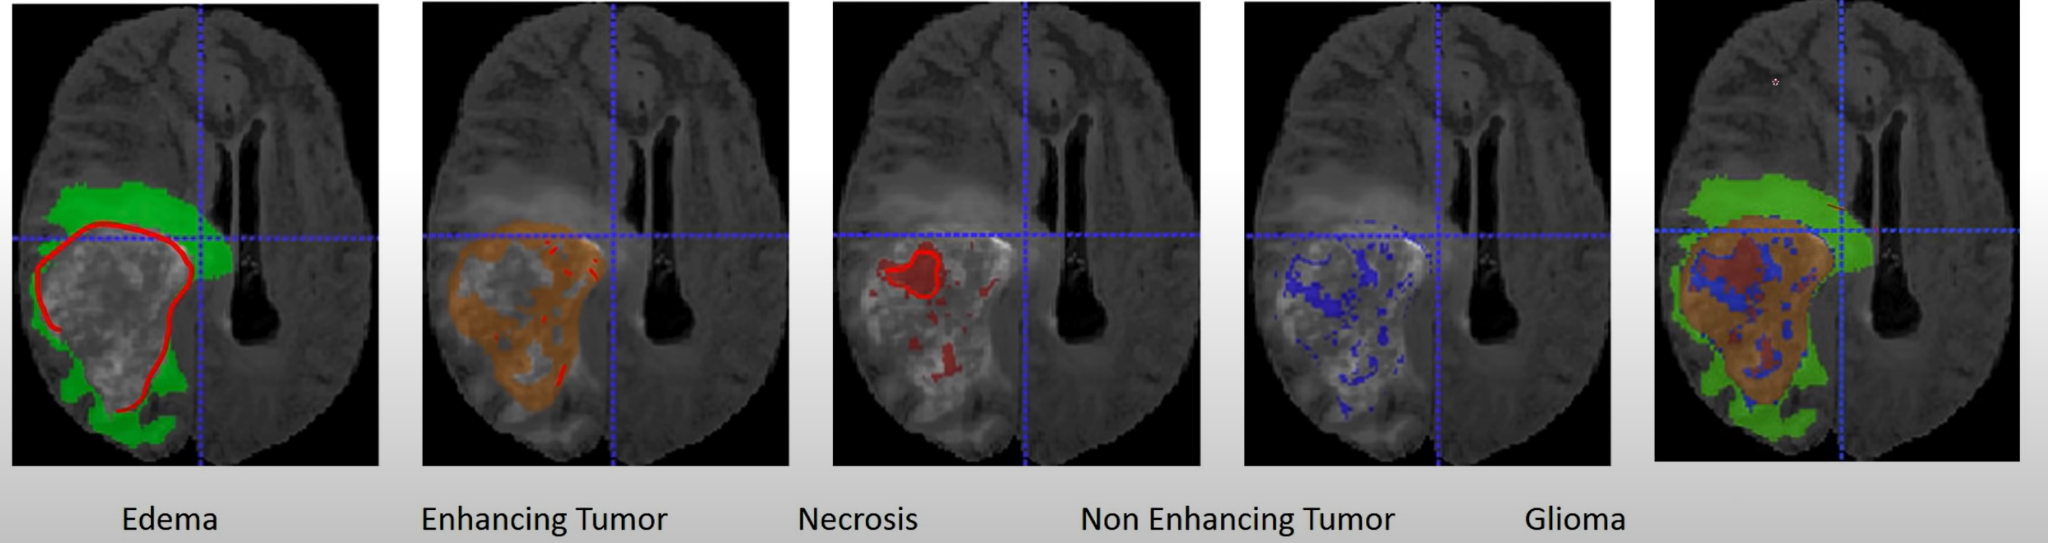 Edema
Enhancing Tumor
Necrosis
Non Enhancing Tumor
Glioma